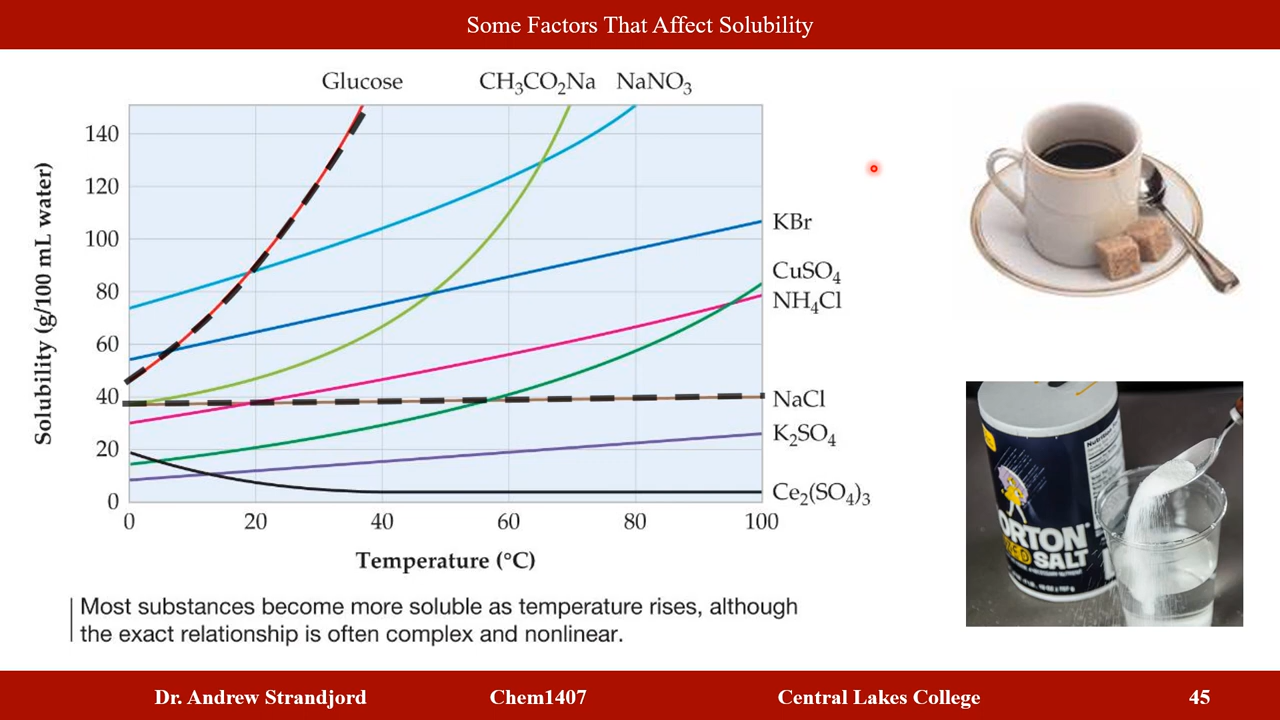 Some Factors That Affect Solubility
Glucose
CH₃CO₂Na
NaNO₃
140
120
100
80
60
40
20
0
Solubility (g/100 mL water)
KBr
CuSO₄
NH₄Cl
NaCl
K₂SO₄
Ce₂(SO₄)₃
0
20
40
60
80
100
Temperature (°C)
Most substances become more soluble as temperature rises, although
the exact relationship is often complex and nonlinear.
ORTON
SALT
Dr. Andrew Strandjord
Chem1407
Central Lakes College
45